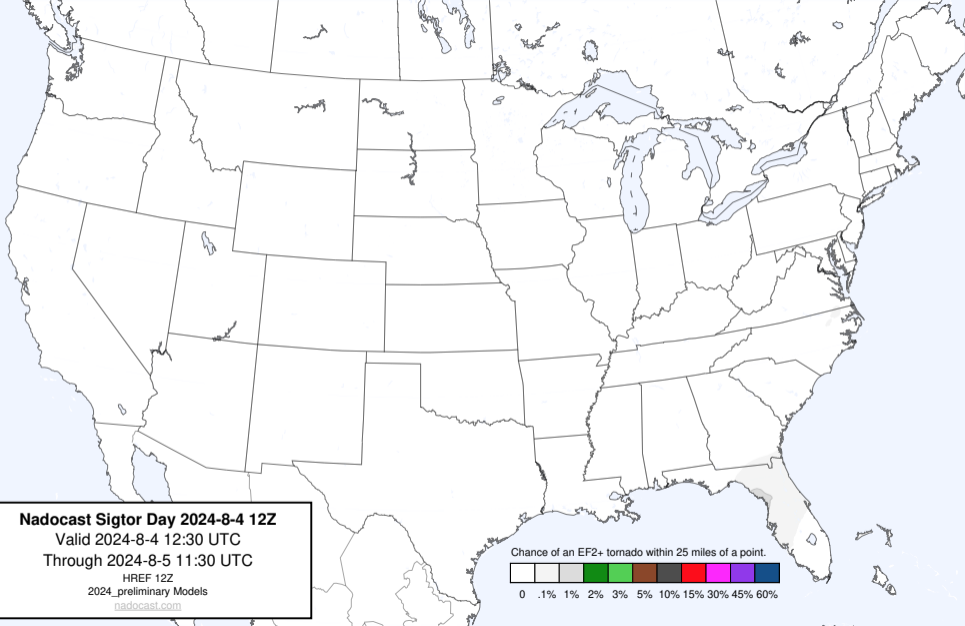 Nadocast Sigtor Day 2024-8-4 12Z
Valid 2024-8-4 12:30 UTC
Through 2024-8-5 11:30 UTC
HREF 12Z
2024_preliminary Models
nadocast.com
Chance of an EF2+ tornado within 25 miles of a point.
0 .1% 1% 2% 3% 5% 10% 15% 30% 45% 60%